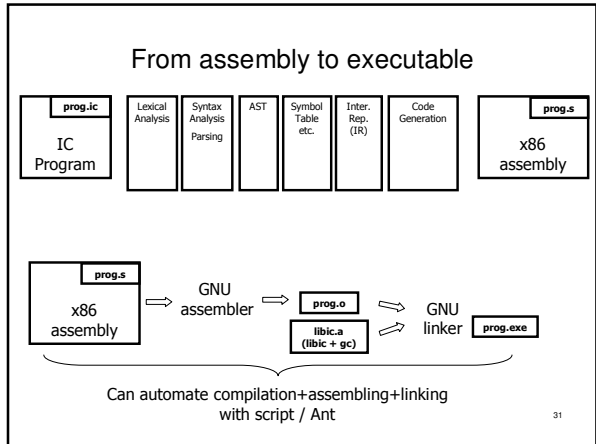 From assembly to executable
prog.ic
IC
Program
Lexical
Analysis
Syntax
Analysis
Parsing
AST
Symbol
Table
etc.
Inter.
Rep.
(IR)
Code
Generation
prog.s
x86
assembly
prog.s
x86
assembly
GNU
assembler
prog.o
libic.a
(libic + gc)
GNU
linker
prog.exe
Can automate compilation+assembling+linking
with script / Ant
31